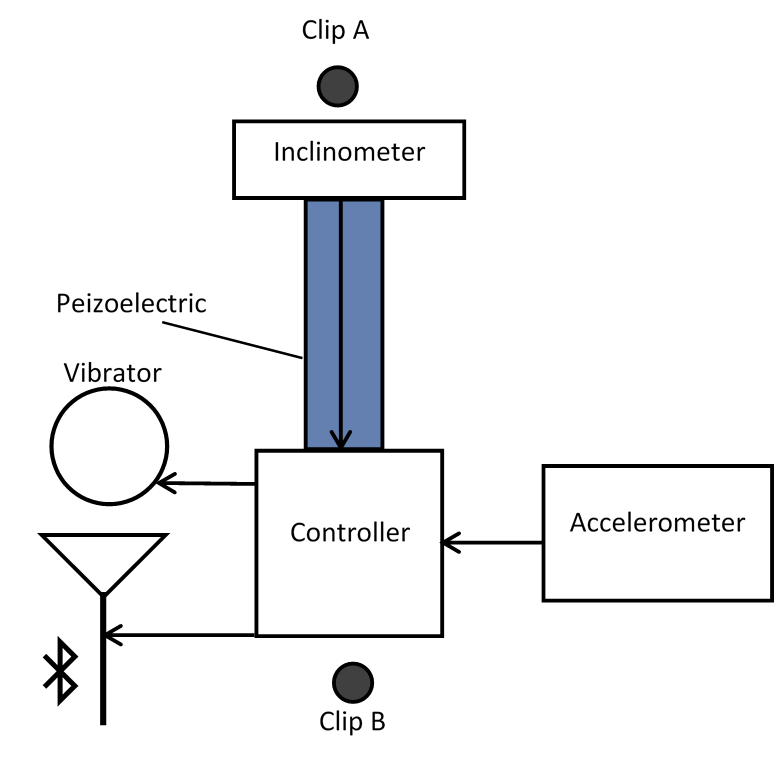 Clip A
Inclinometer
Peizoelectric
Vibrator
Controller
Accelerometer
Clip B